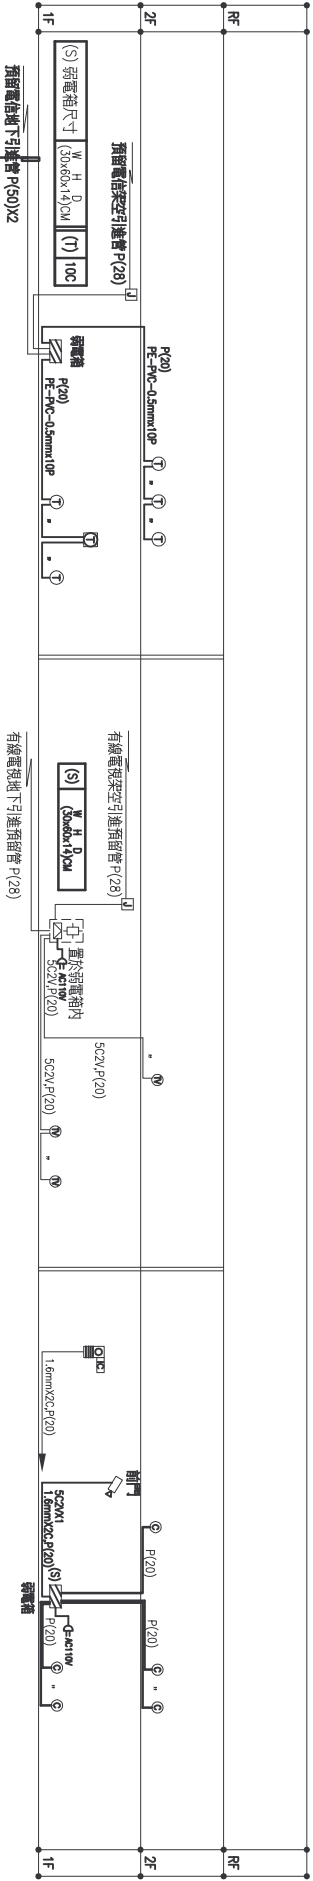 RF
2F
1F
預留電信架空引進管 P(28)
J
(S) 弱電箱尺寸
W H D
(30x60x14)CM
(T) 10C
預留電信地下引進管 P(50)X2
P(20)
PE-PVC-0.5mmx10P
T
"
T
T
弱電箱
P(20)
PE-PVC-0.5mmx10P
T
"
T
"
T
有線電視架空引進預留管 P(28)
J
(S)
W H D
(30x60x14)CM
有線電視地下引進預留管 P(28)
置於弱電箱內
AC110V
5C2V,P(20)
5C2V,P(20)
"
TV
5C2V,P(20)
TV
"
TV
IC
1.6mmX2C,P(20)
前門
5C2VX1
1.6mmX2C,P(20)
(S)
弱電箱
AC110V
C
P(20)
P(20)
C
"
C
P(20)
C
"
C
RF
2F
1F